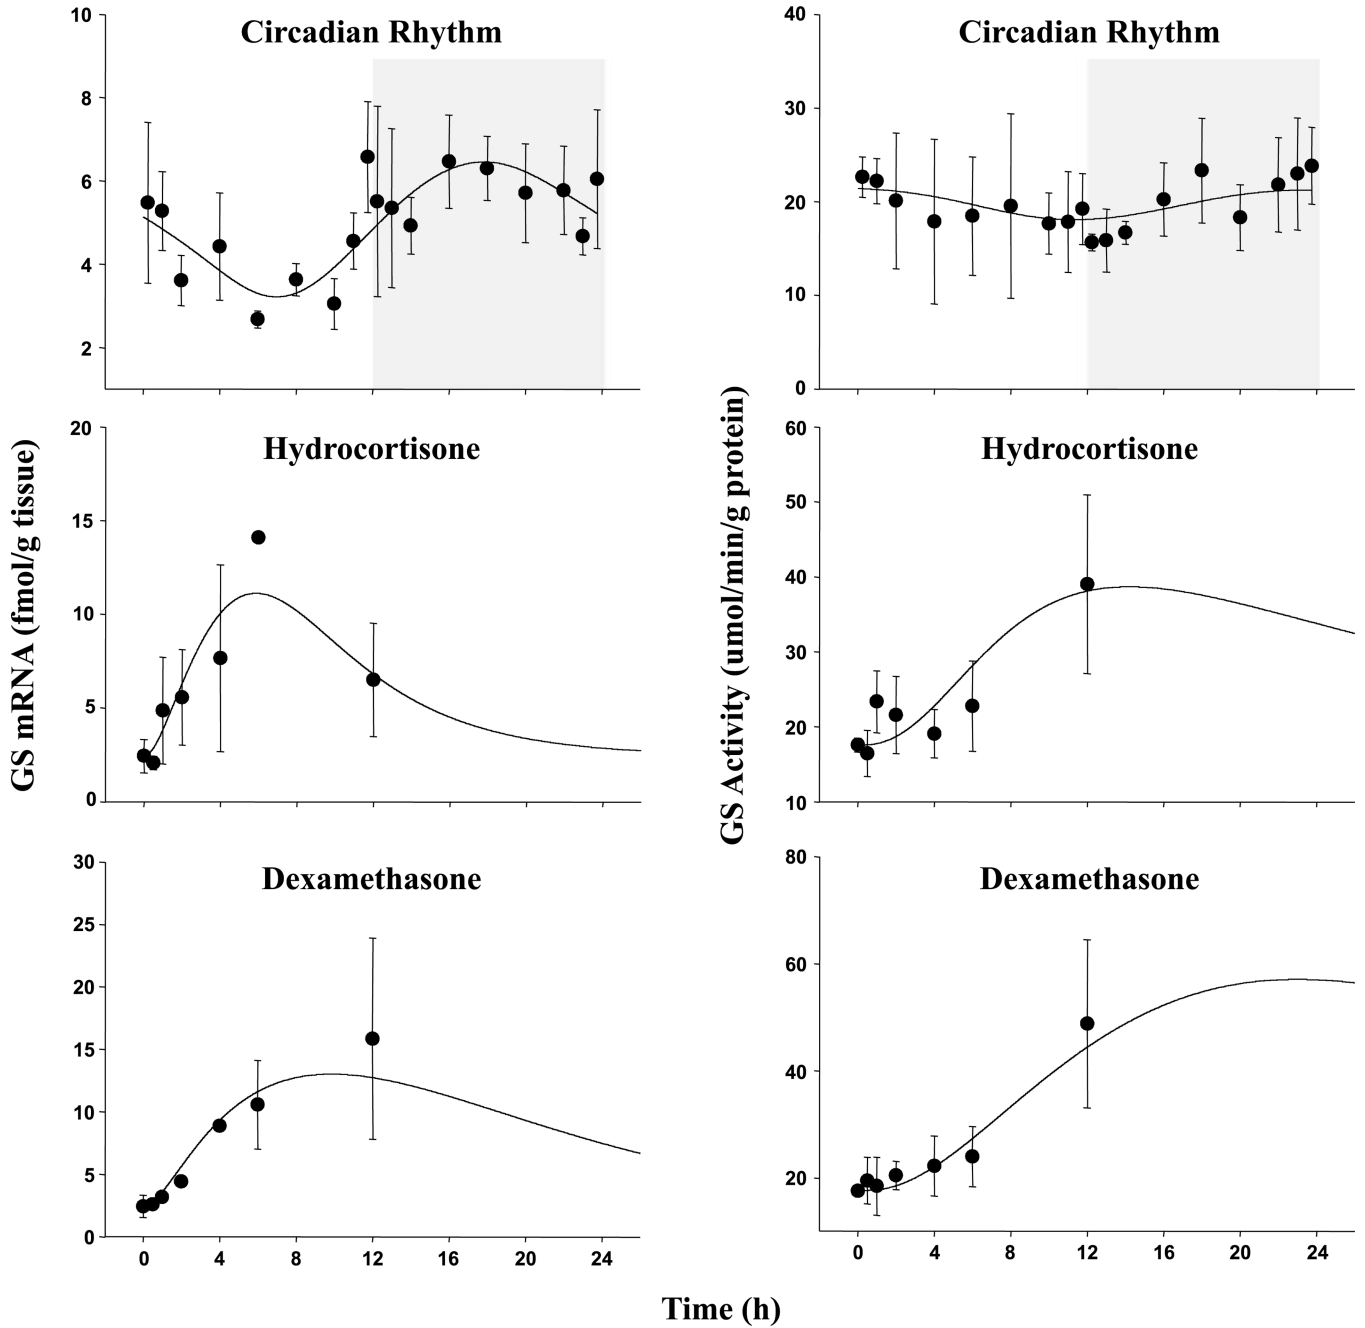 Circadian Rhythm
10
8
6
4
2
Circadian Rhythm
40
30
20
10
0
GS mRNA (fmol/g tissue)
Hydrocortisone
20
15
10
5
0
GS Activity (umol/min/g protein)
Hydrocortisone
60
50
40
30
20
10
Dexamethasone
30
25
20
15
10
5
0
0 4 8 12 16 20 24
Dexamethasone
80
60
40
20
0 4 8 12 16 20 24
Time (h)